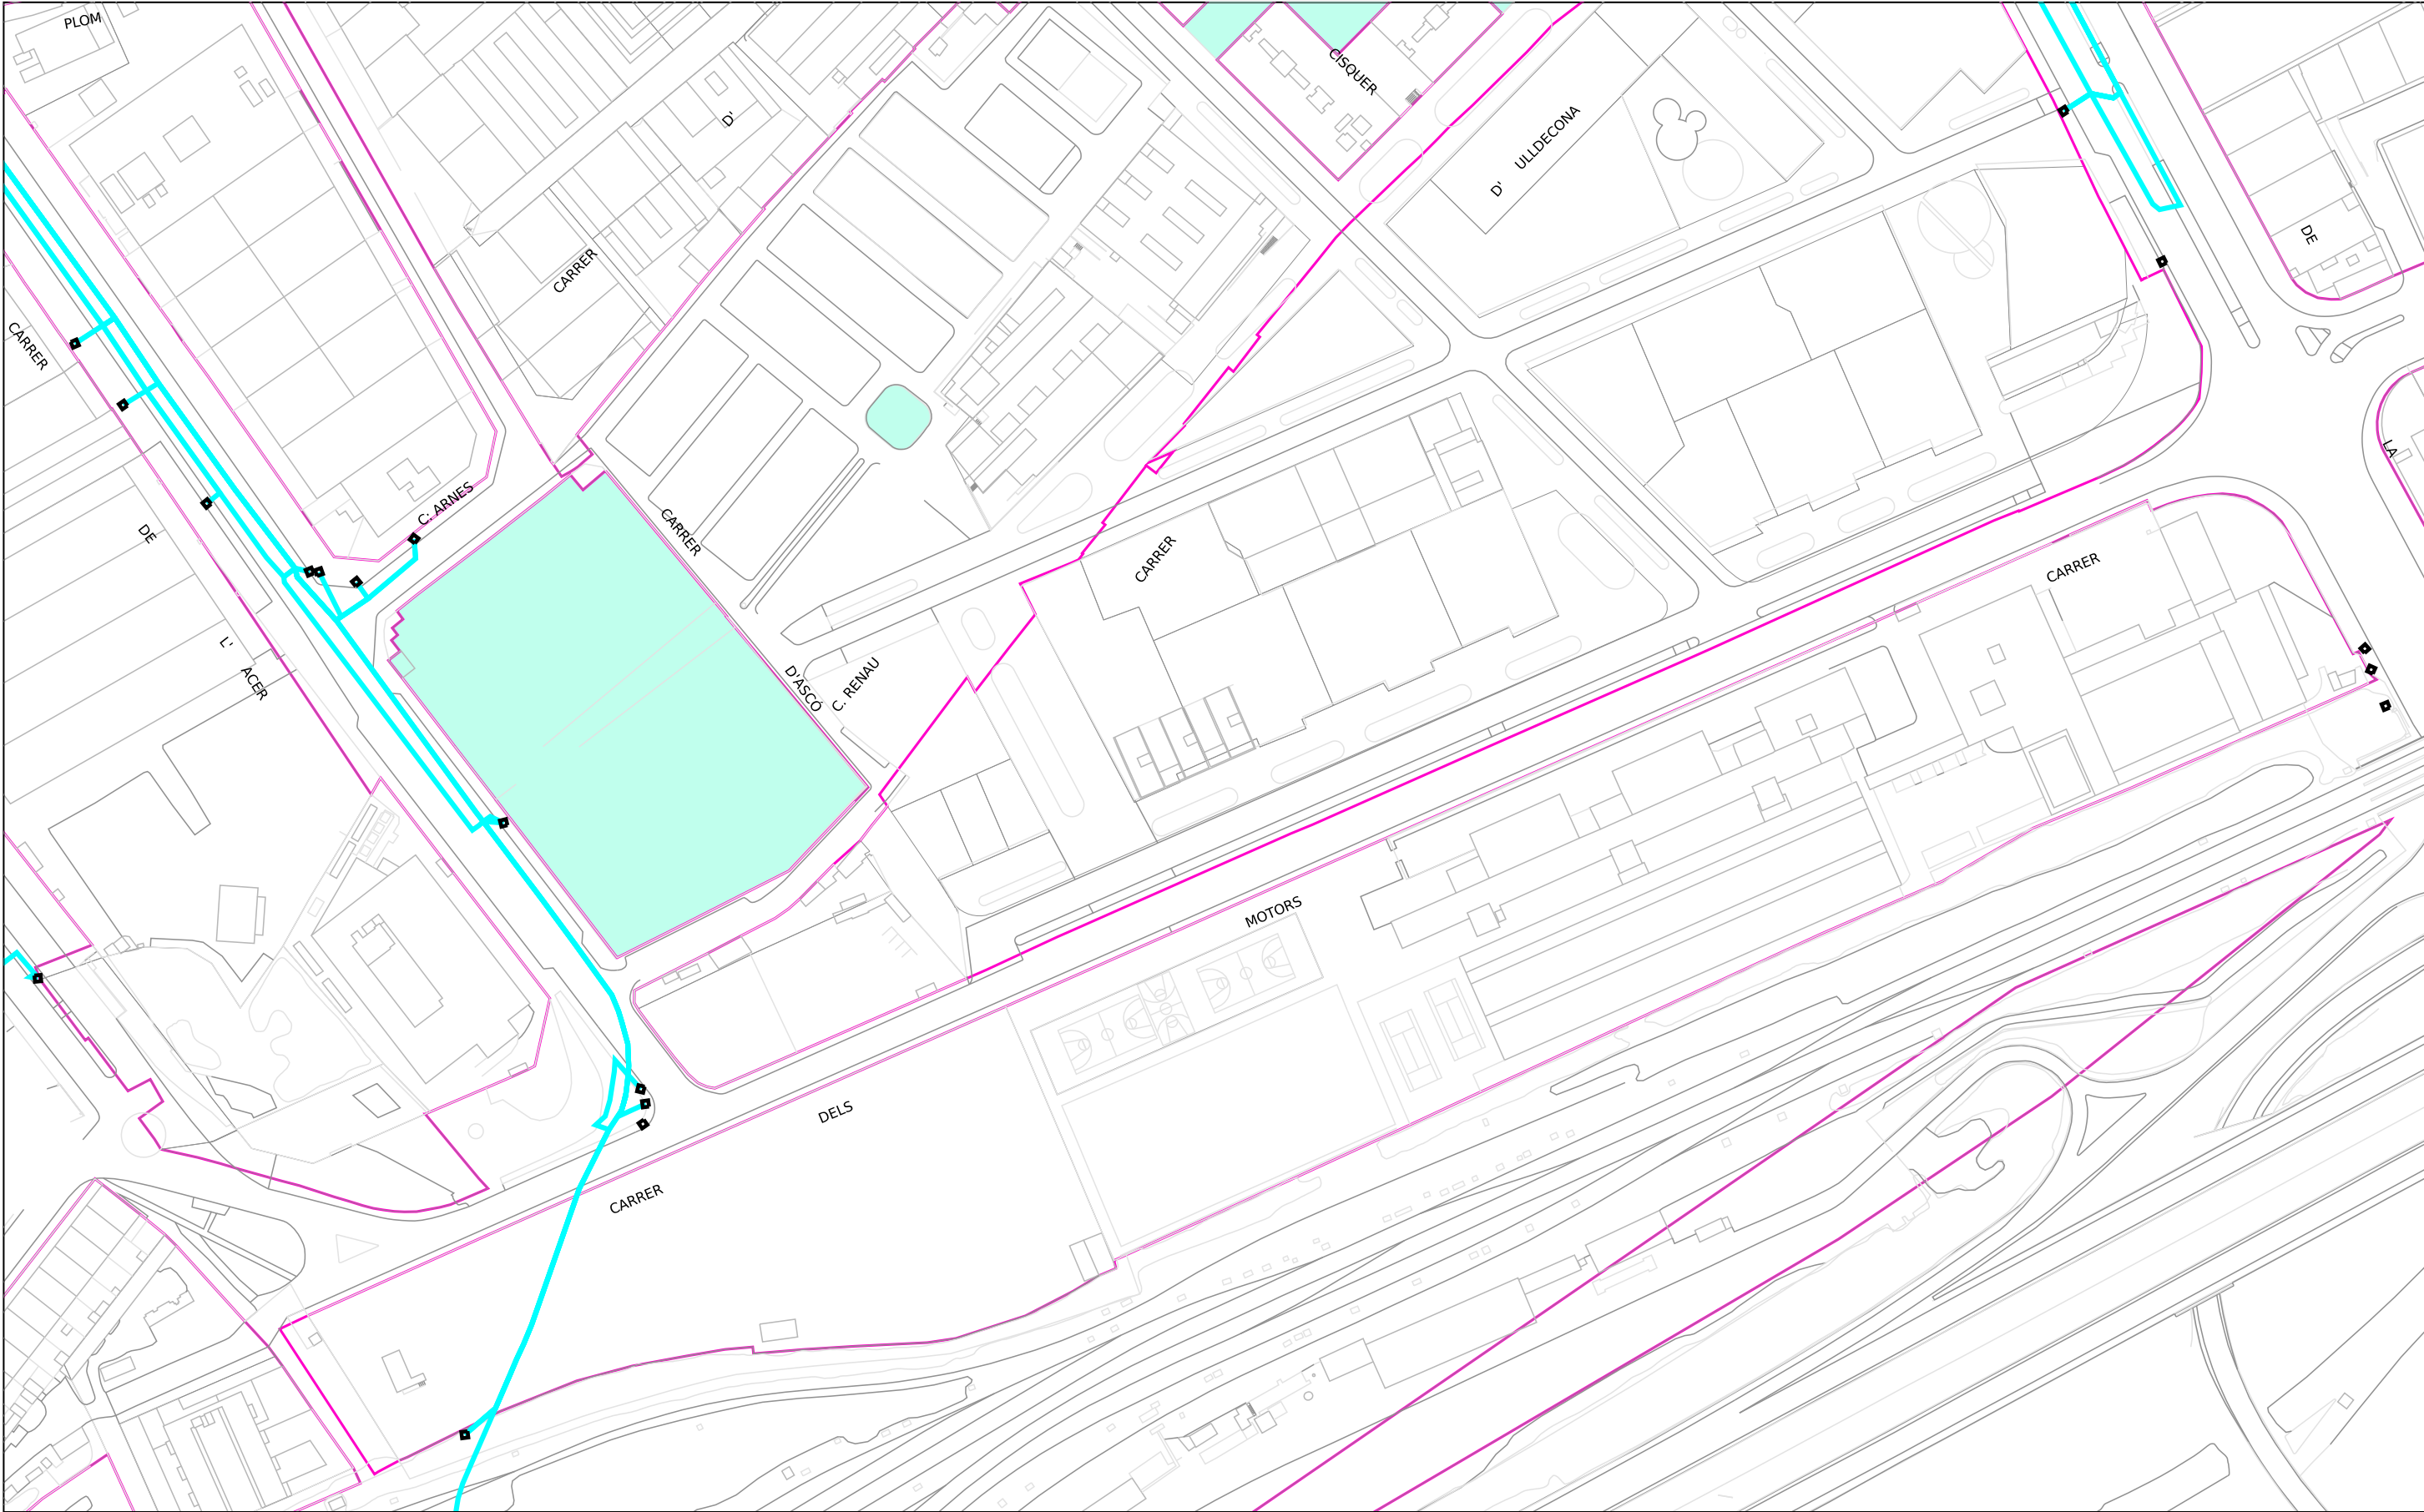 PLOM
CISQUER
D'
ULLDECONA
D'
CARRER
DE
CARRER
LA
C: ARNES
CARRER
DE
CARRER
CARRER
L'
ACER
D'ASCÓ
C. RENAU
MOTORS
DELS
CARRER